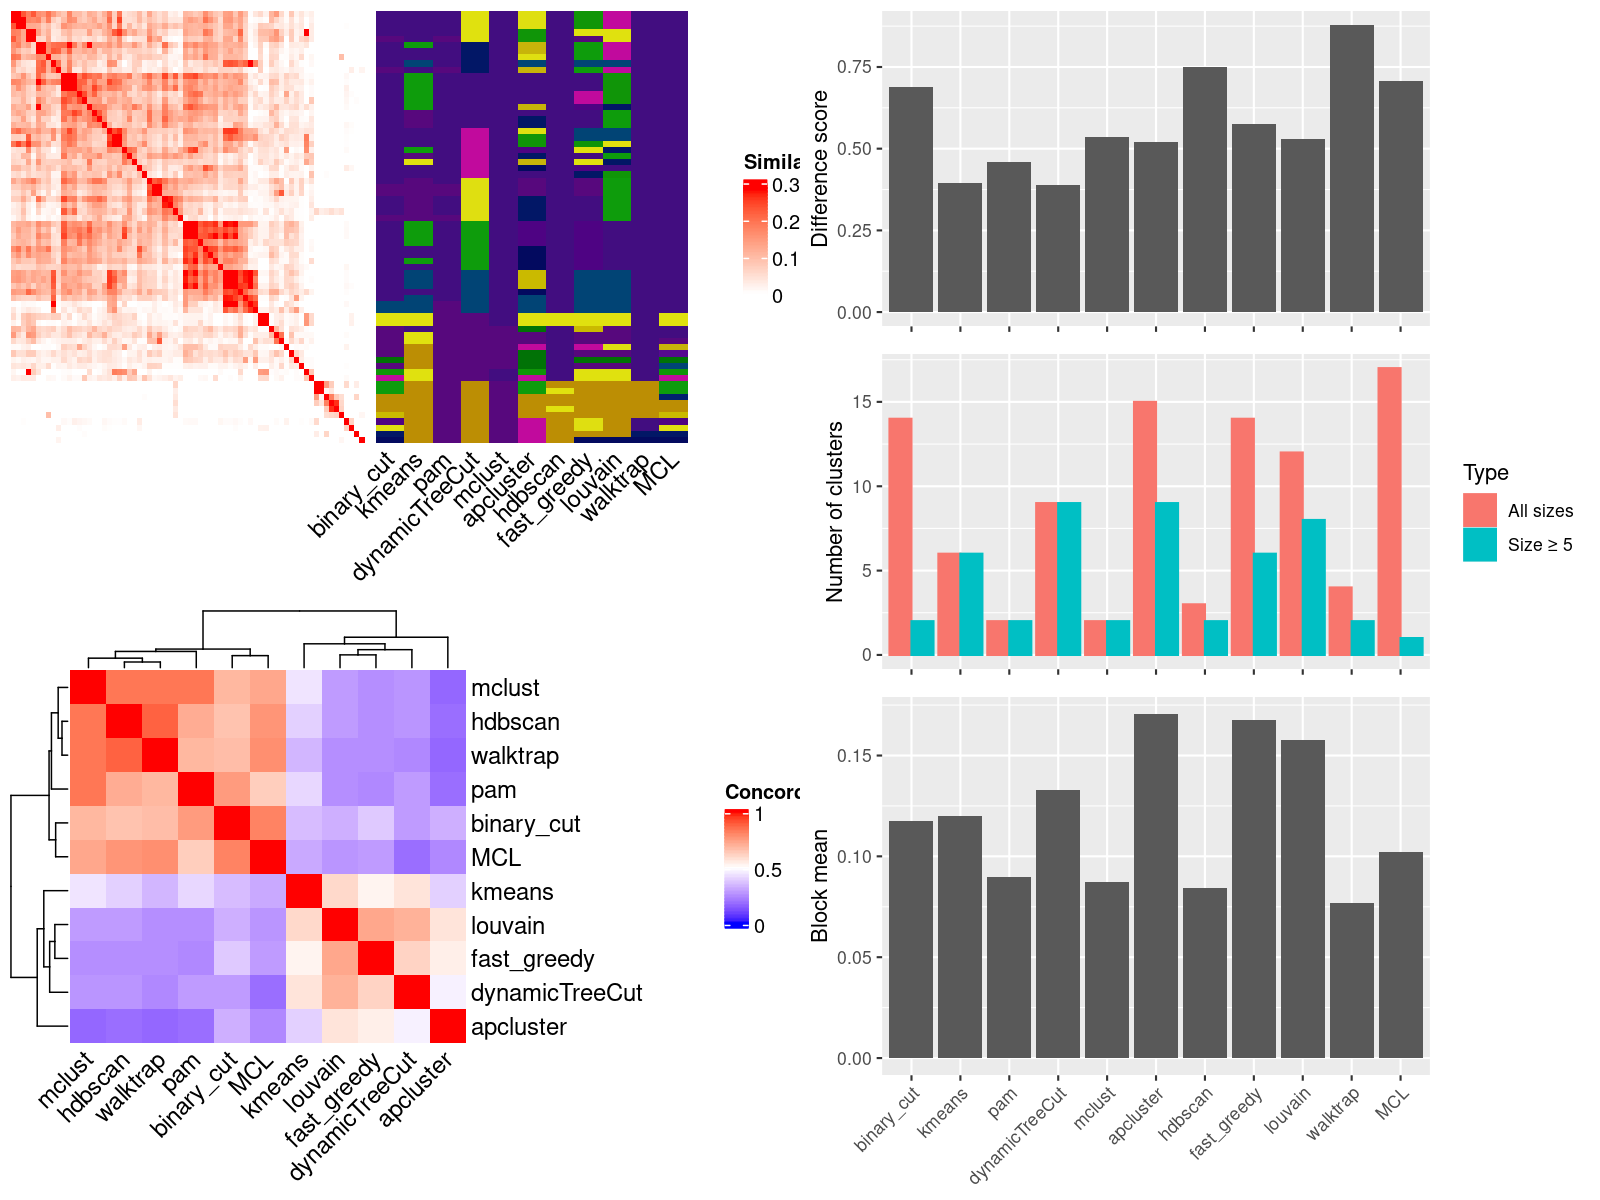 Simila
0.3
0.2
0.1
0
binary_cut
kmeans
pam
dynamicTreeCut
mclust
apcluster
hdbscan
fast_greedy
louvain
walktrap
MCL
mclust
hdbscan
walktrap
pam
binary_cut
MCL
kmeans
louvain
fast_greedy
dynamicTreeCut
apcluster
mclust
hdbscan
walktrap
pam
binary_cut
MCL
kmeans
louvain
fast_greedy
dynamicTreeCut
apcluster
Concord
1
0.5
0
Difference score
0.75
0.50
0.25
0.00
Number of clusters
15
10
5
0
Type
All sizes
Size ≥ 5
Block mean
0.15
0.10
0.05
0.00
binary_cut
kmeans
pam
dynamicTreeCut
mclust
apcluster
hdbscan
fast_greedy
louvain
walktrap
MCL